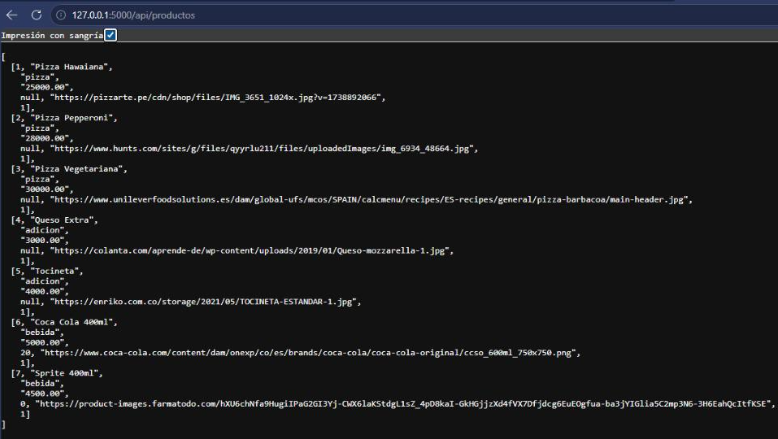 127.0.0.1:5000/api/productos
Impresión con sangría
[
[1, "Pizza Hawaiana",
"pizza",
"25000.00",
null, "https://pizzarte.pe/cdn/shop/files/IMG_3651_1024x.jpg?v=1738892066",
1],
[2, "Pizza Pepperoni",
"pizza",
"28000.00",
null, "https://www.hunts.com/sites/g/files/qyyrlu211/files/uploadedImages/img_6934_48664.jpg",
1],
[3, "Pizza Vegetariana",
"pizza",
"30000.00",
null, "https://www.unileverfoodsolutions.es/dam/global-ufs/mcos/SPAIN/calcmenu/recipes/ES-recipes/general/pizza-barbacoa/main-header.jpg",
1],
[4, "Queso Extra",
"adicion",
"3000.00",
null, "https://colanta.com/aprende-de/wp-content/uploads/2019/01/Queso-mozzarella-1.jpg",
1],
[5, "Tocineta",
"adicion",
"4000.00",
null, "https://enriko.com.co/storage/2021/05/TOCINETA-ESTANDAR-1.jpg",
1],
[6, "Coca Cola 400ml",
"bebida",
"5000.00",
20, "https://www.coca-cola.com/content/dam/onexp/co/es/brands/coca-cola/coca-cola-original/ccso_600ml_750x750.png",
1],
[7, "Sprite 400ml",
"bebida",
"4500.00",
0, "https://product-images.farmatodo.com/hXU6chNfa9HugiIPaG2GI3Yj-CWX6laKStdgL1sZ_4pD8kaI-GkHGjjzXd4fVX7Dfjdcg6EuEOgfua-ba3jYIGlia5C2mp3N6-3H6EahQcItfKSE",
1]
]